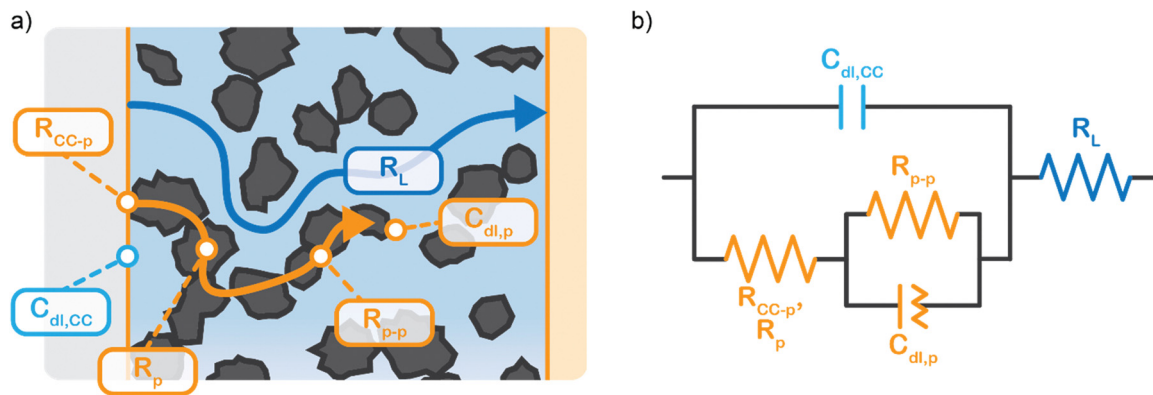 a)
R_CC-p
R_L
C_dl,p
C_dl,CC
R_p-p
R_p
b)
C_dl,CC
R_L
R_p-p
R_CC-p,
R_p
C_dl,p